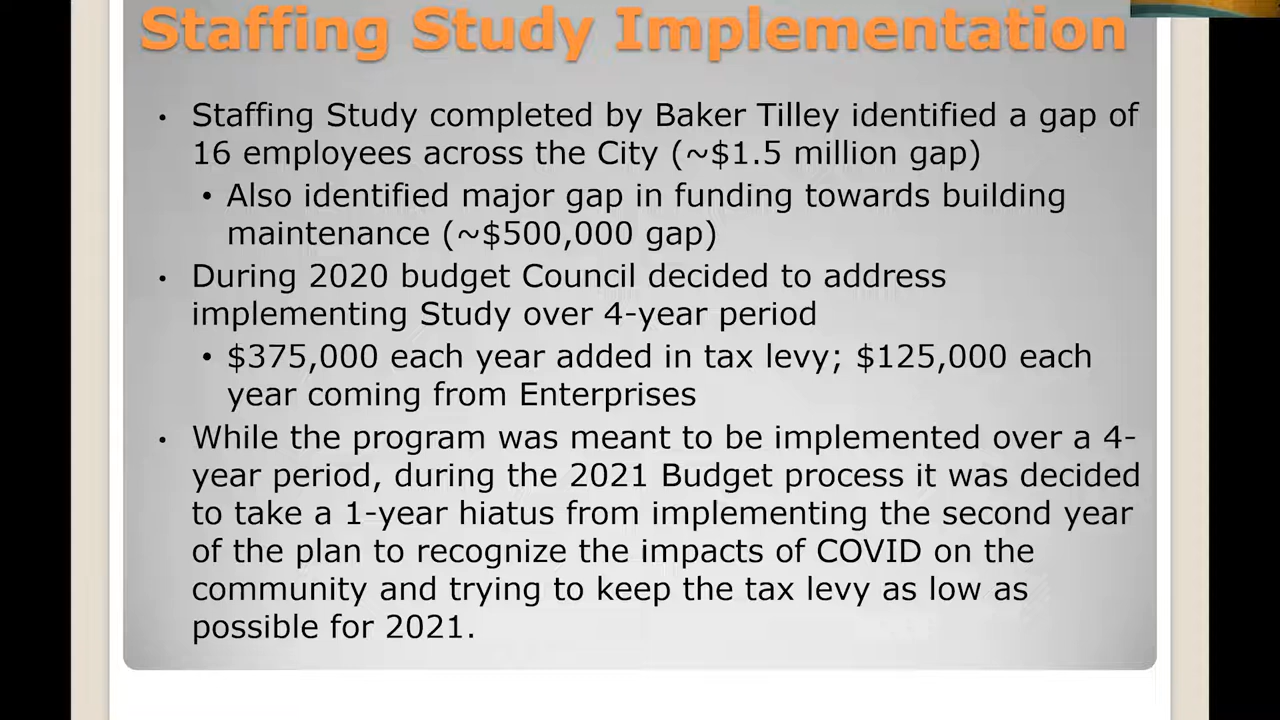 Staffing Study Implementation
• Staffing Study completed by Baker Tilley identified a gap of
16 employees across the City (~$1.5 million gap)
• Also identified major gap in funding towards building
maintenance (~$500,000 gap)
• During 2020 budget Council decided to address
implementing Study over 4-year period
• $375,000 each year added in tax levy; $125,000 each
year coming from Enterprises
• While the program was meant to be implemented over a 4-
year period, during the 2021 Budget process it was decided
to take a 1-year hiatus from implementing the second year
of the plan to recognize the impacts of COVID on the
community and trying to keep the tax levy as low as
possible for 2021.